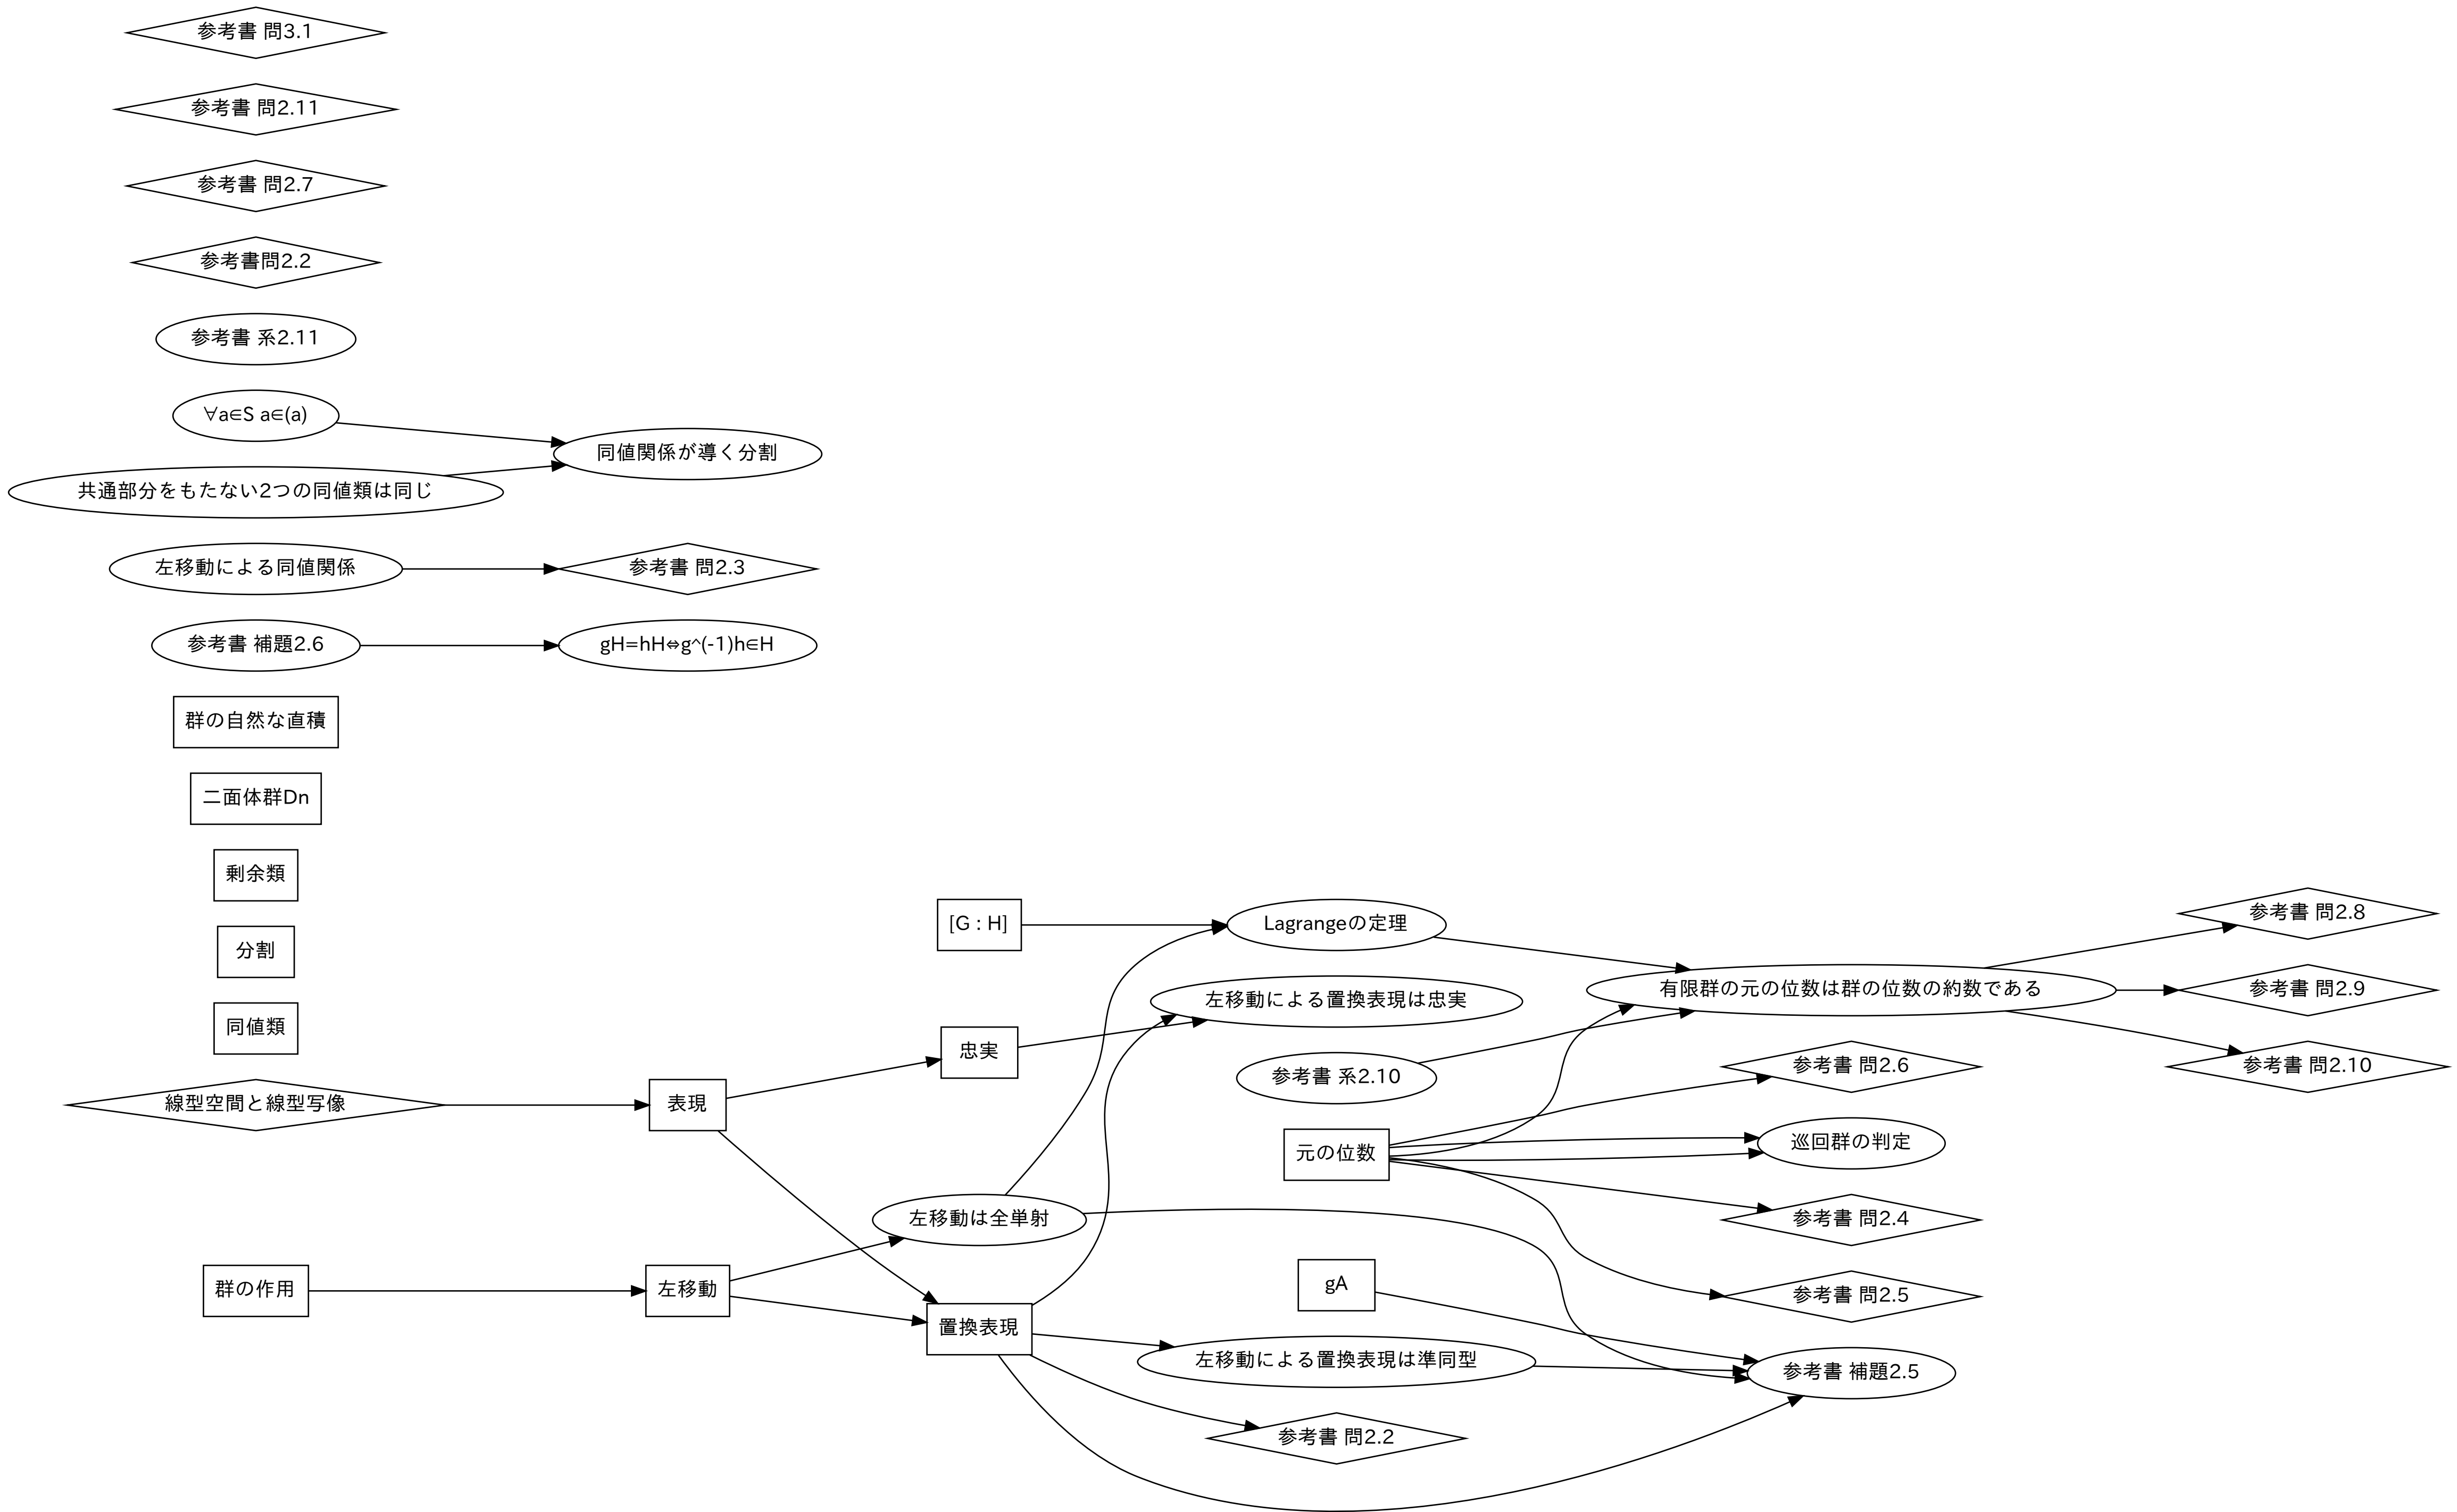 参考書 問3.1
参考書 問2.11
参考書 問2.7
参考書問2.2
参考書 系2.11
∀a∈S a∈(a)
同値関係が導く分割
共通部分をもたない2つの同値類は同じ
左移動による同値関係
参考書 問2.3
参考書 補題2.6
gH=hH⇔g^(-1)h∈H
群の自然な直積
二面体群Dn
剰余類
分割
同値類
線型空間と線型写像
表現
群の作用
左移動
[G : H]
忠実
左移動は全単射
置換表現
Lagrangeの定理
左移動による置換表現は忠実
参考書 系2.10
元の位数
gA
左移動による置換表現は準同型
参考書 問2.2
有限群の元の位数は群の位数の約数である
参考書 問2.6
巡回群の判定
参考書 問2.4
参考書 問2.5
参考書 補題2.5
参考書 問2.8
参考書 問2.9
参考書 問2.10